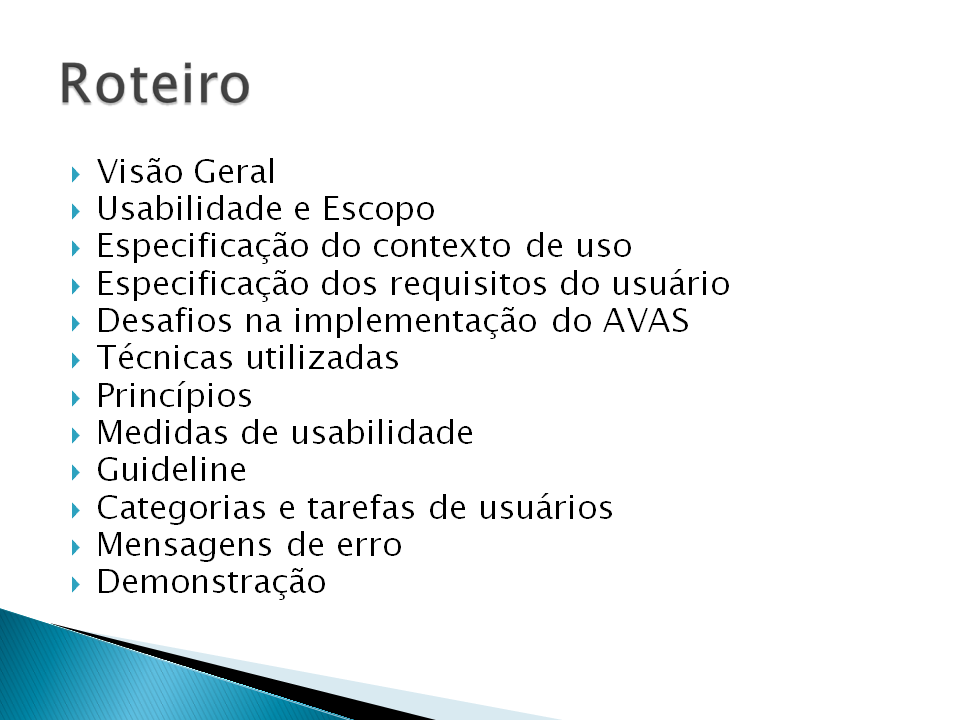 Roteiro
Visão Geral
Usabilidade e Escopo
Especificação do contexto de uso
Especificação dos requisitos do usuário
Desafios na implementação do AVAS
Técnicas utilizadas
Princípios
Medidas de usabilidade
Guideline
Categorias e tarefas de usuários
Mensagens de erro
Demonstração